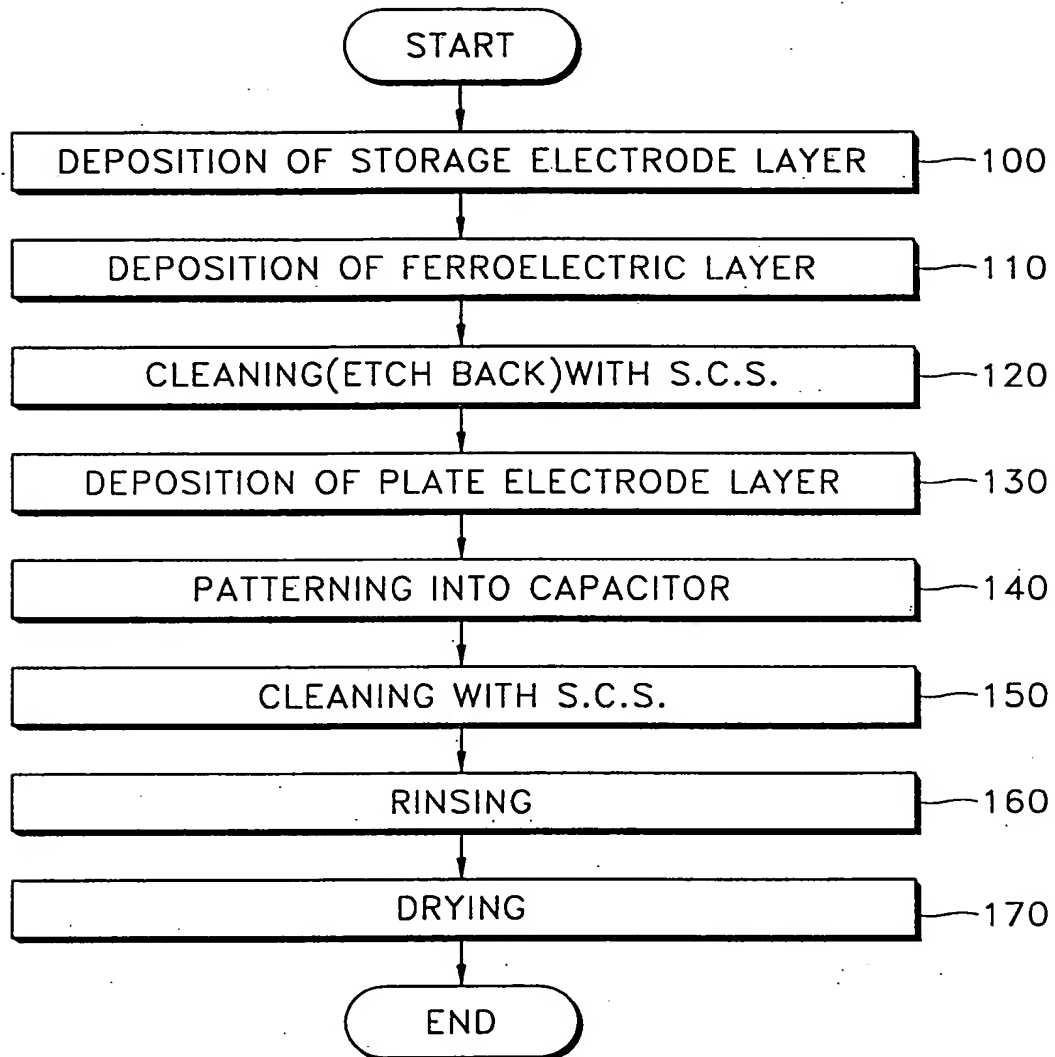 START
DEPOSITION OF STORAGE ELECTRODE LAYER 100
DEPOSITION OF FERROELECTRIC LAYER 110
CLEANING(ETCH BACK)WITH S.C.S. 120
DEPOSITION OF PLATE ELECTRODE LAYER 130
PATTERNING INTO CAPACITOR 140
CLEANING WITH S.C.S. 150
RINSING 160
DRYING 170
END